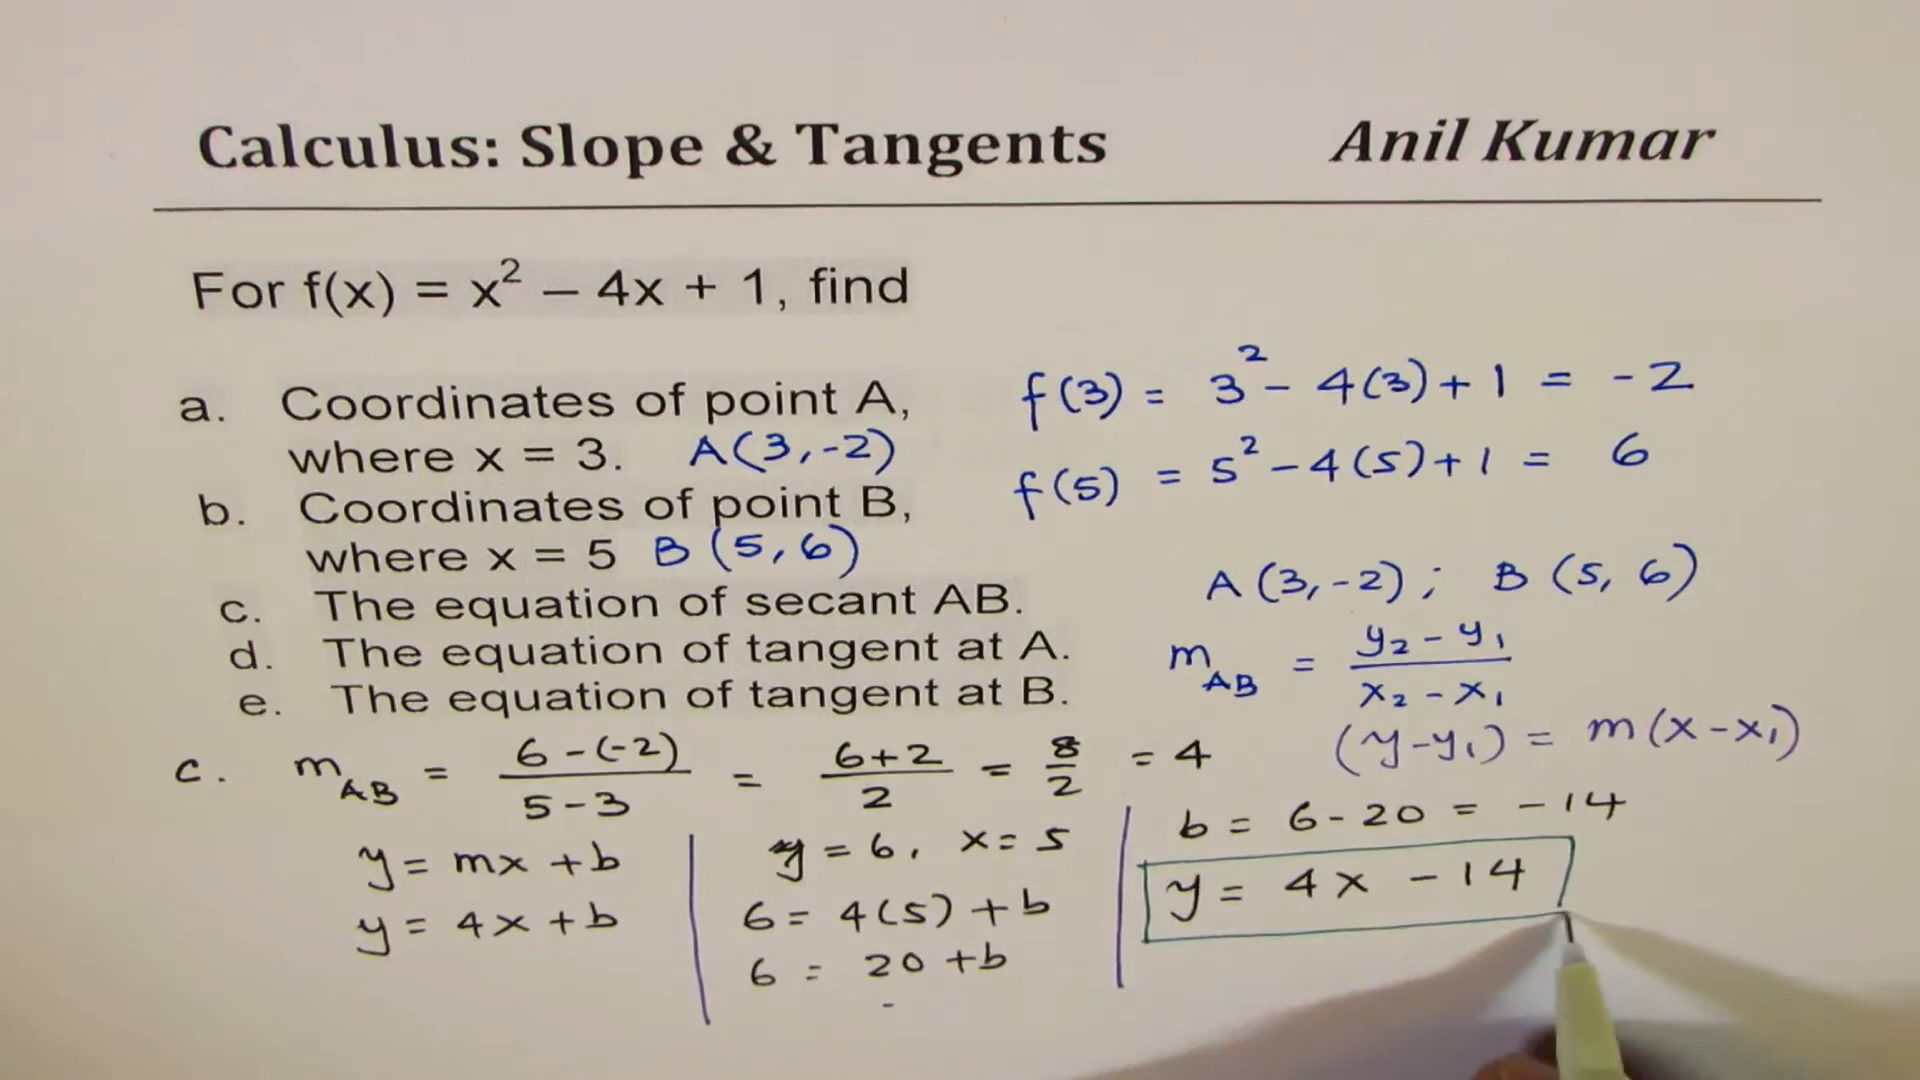 Calculus: Slope & Tangents Anil Kumar
For f(x) = x² – 4x + 1, find
a. Coordinates of point A,
where x = 3. A(3,-2)
f(3) = 3² - 4(3) + 1 = -2
b. Coordinates of point B,
where x = 5 B (5, 6)
f(5) = 5² - 4(5) + 1 = 6
c. The equation of secant AB.
d. The equation of tangent at A.
e. The equation of tangent at B.
A (3, -2) ; B (5, 6)
m_AB = (y₂ - y₁)/(x₂ - x₁)
(y - y₁) = m(x - x₁)
c. m_AB = (6 - (-2))/(5 - 3) = (6+2)/2 = 8/2 = 4
y = mx + b
y = 4x + b
y = 6, x = 5
6 = 4(5) + b
6 = 20 + b
b = 6 - 20 = -14
y = 4x - 14